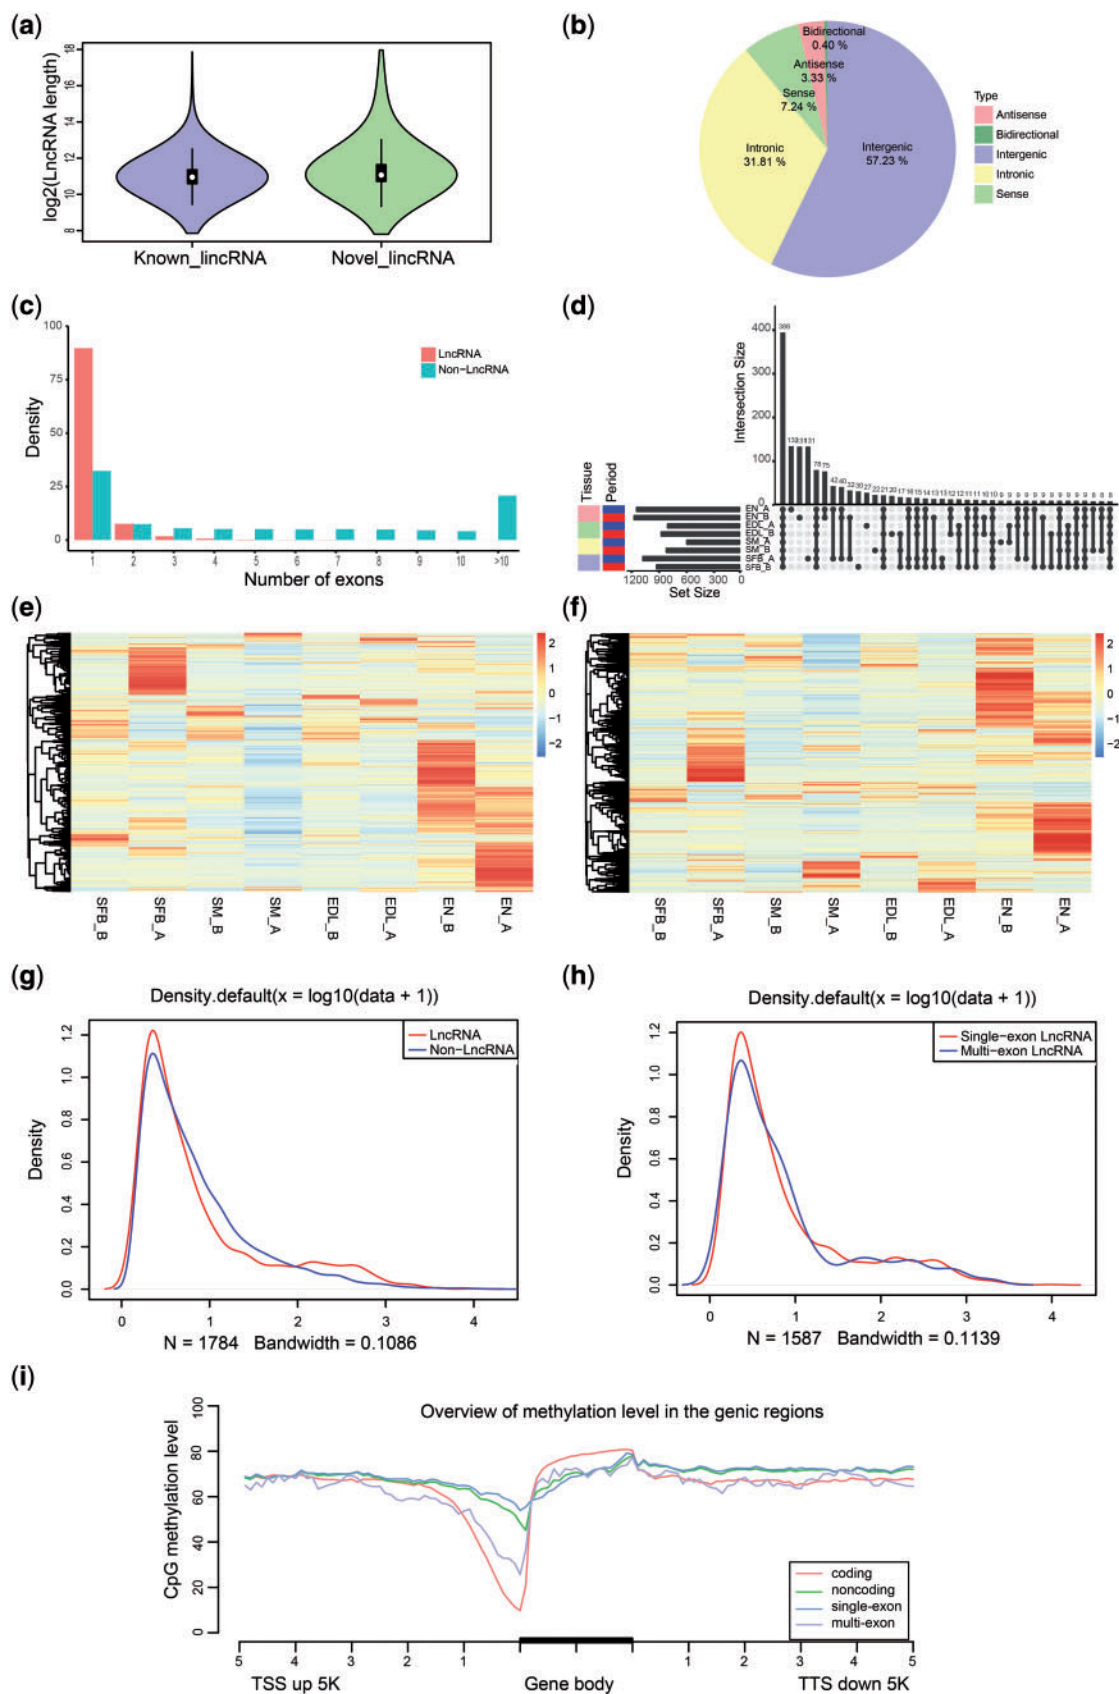 (a)
log2(LncRNA length)
18
16
14
12
10
8
Known_lincRNA Novel_lincRNA
(b)
Bidirectional
0.40 %
Antisense
3.33 %
Sense
7.24 %
Intronic
31.81 %
Intergenic
57.23 %
Type
Antisense
Bidirectional
Intergenic
Intronic
Sense
(c)
Density
100
75
50
25
0
LncRNA
Non-LncRNA
1 2 3 4 5 6 7 8 9 10 >10
Number of exons
(d)
Intersection Size
400
300
200
100
0
Tissue
Period
EN_A
EN_B
EDL_A
EDL_B
SM_A
SM_B
SFB_A
SFB_B
1200 900 600 300 0
Set Size
(e)
2
1
0
−1
−2
SFB_B SFB_A SM_B SM_A EDL_B EDL_A EN_B EN_A
(f)
2
1
0
−1
−2
SFB_B SFB_A SM_B SM_A EDL_B EDL_A EN_B EN_A
(g)
Density.default(x = log10(data + 1))
Density
1.2
1.0
0.8
0.6
0.4
0.2
0.0
LncRNA
Non-LncRNA
0 1 2 3 4
N = 1784 Bandwidth = 0.1086
(h)
Density.default(x = log10(data + 1))
Density
1.2
1.0
0.8
0.6
0.4
0.2
0.0
Single-exon LncRNA
Multi-exon LncRNA
0 1 2 3 4
N = 1587 Bandwidth = 0.1139
(i)
Overview of methylation level in the genic regions
CpG methylation level
100
80
60
40
20
0
coding
noncoding
single-exon
multi-exon
5 4 3 2 1 1 2 3 4 5
TSS up 5K Gene body TTS down 5K